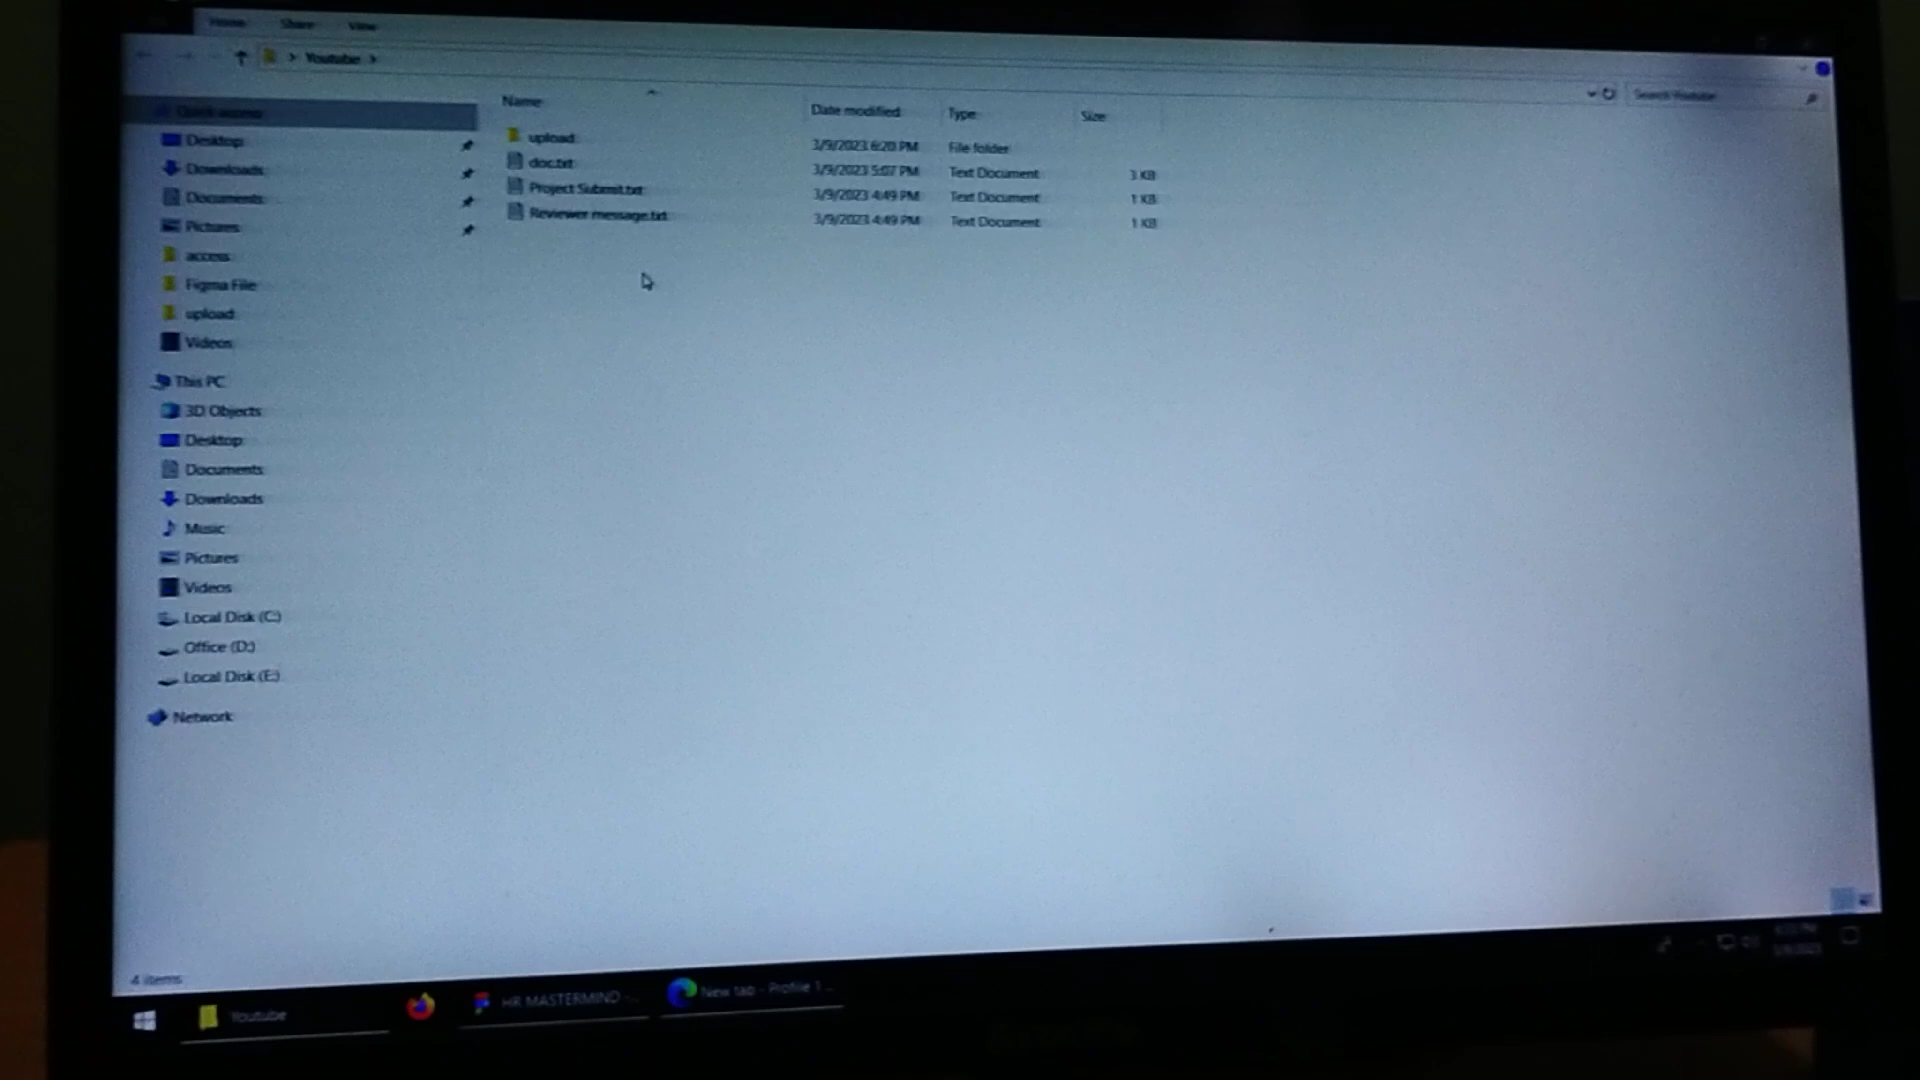 Home Share View
Youtube
Search Youtube
Quick access
Desktop
Downloads
Documents
Pictures
access
Figma File
upload
Videos
This PC
3D Objects
Desktop
Documents
Downloads
Music
Pictures
Videos
Local Disk (C:)
Office (D:)
Local Disk (E:)
Network
Name Date modified Type Size
upload 3/9/2023 6:20 PM File folder
doc.txt 3/9/2023 5:07 PM Text Document 3 KB
Project Submit.txt 3/9/2023 4:49 PM Text Document 1 KB
Reviewer message.txt 3/9/2023 4:49 PM Text Document 1 KB
4 items
Youtube
HR MASTERMIND -...
New tab - Profile 1 ...